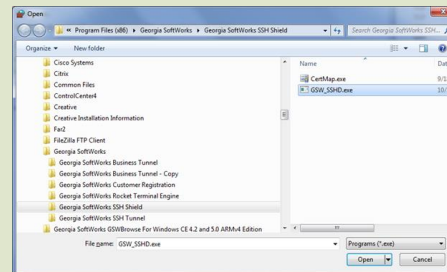 Open
« Program Files (x86) ▸ Georgia SoftWorks ▸ Georgia SoftWorks SSH Shield
Search Georgia SoftWorks SSH...
Organize
New folder
Cisco Systems
Citrix
Common Files
ControlCenter4
Creative
Creative Installation Information
Far2
FileZilla FTP Client
Georgia SoftWorks
Georgia SoftWorks Business Tunnel
Georgia SoftWorks Business Tunnel - Copy
Georgia SoftWorks Customer Registration
Georgia SoftWorks Rocket Terminal Engine
Georgia SoftWorks SSH Shield
Georgia SoftWorks SSH Tunnel
Georgia SoftWorks GSWBrowse For Windows CE 4.2 and 5.0 ARMv4 Edition
Name
Dat
CertMap.exe
9/1
GSW_SSHD.exe
10/
File name:
GSW_SSHD.exe
Programs (*.exe)
Open
Cancel